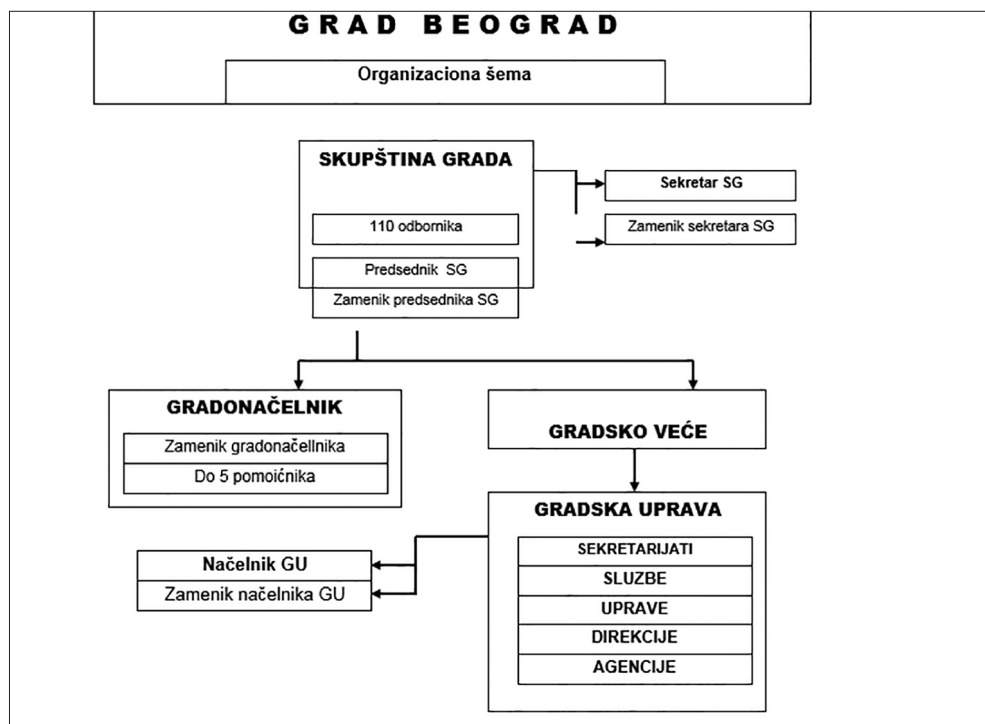 GRAD BEOGRAD
Organizaciona šema
SKUPŠTINA GRADA
110 odbornika
Predsednik SG
Zamenik predsednika SG
Sekretar SG
Zamenik sekretara SG
GRADONAČELNIK
Zamenik gradonačellnika
Do 5 pomoićnika
GRADSKO VEĆE
GRADSKA UPRAVA
SEKRETARIJATI
SLUZBE
UPRAVE
DIREKCIJE
AGENCIJE
Načelnik GU
Zamenik načelnika GU